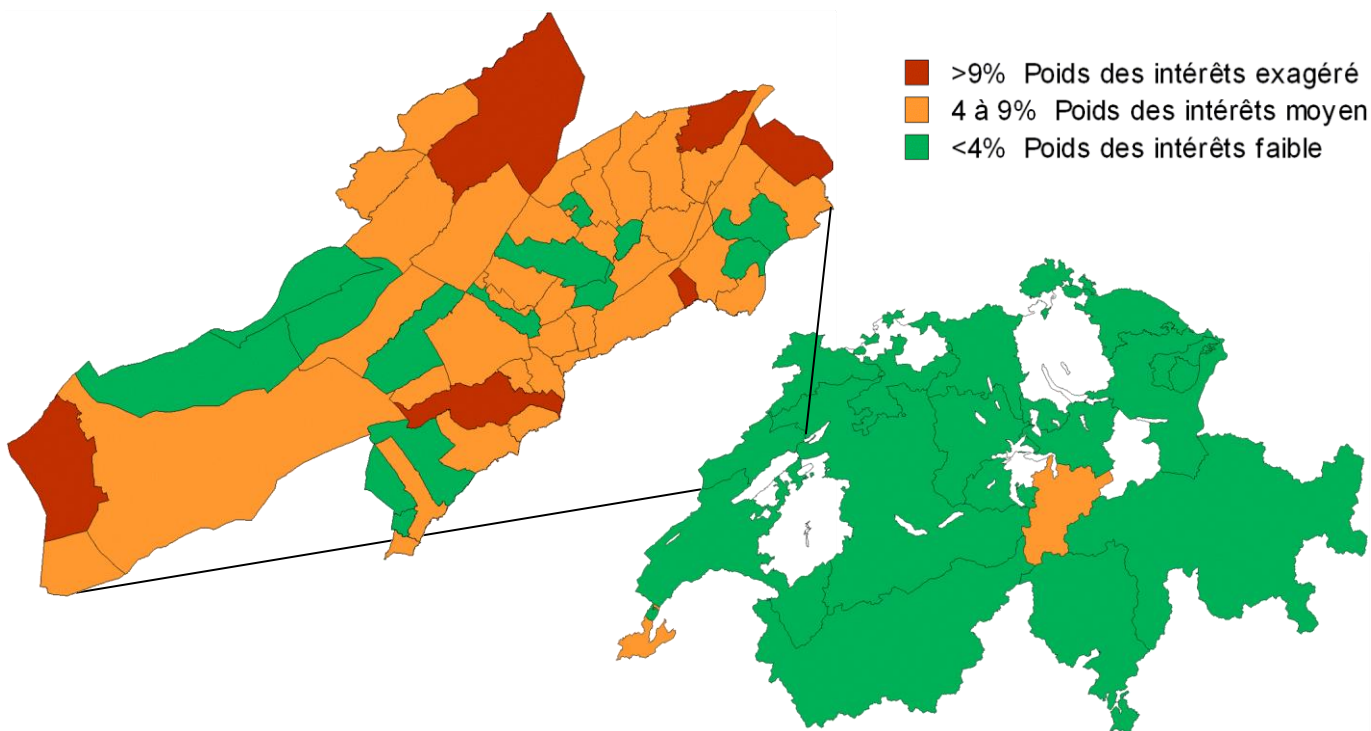 >9% Poids des intérêts exagéré
4 à 9% Poids des intérêts moyen
<4% Poids des intérêts faible